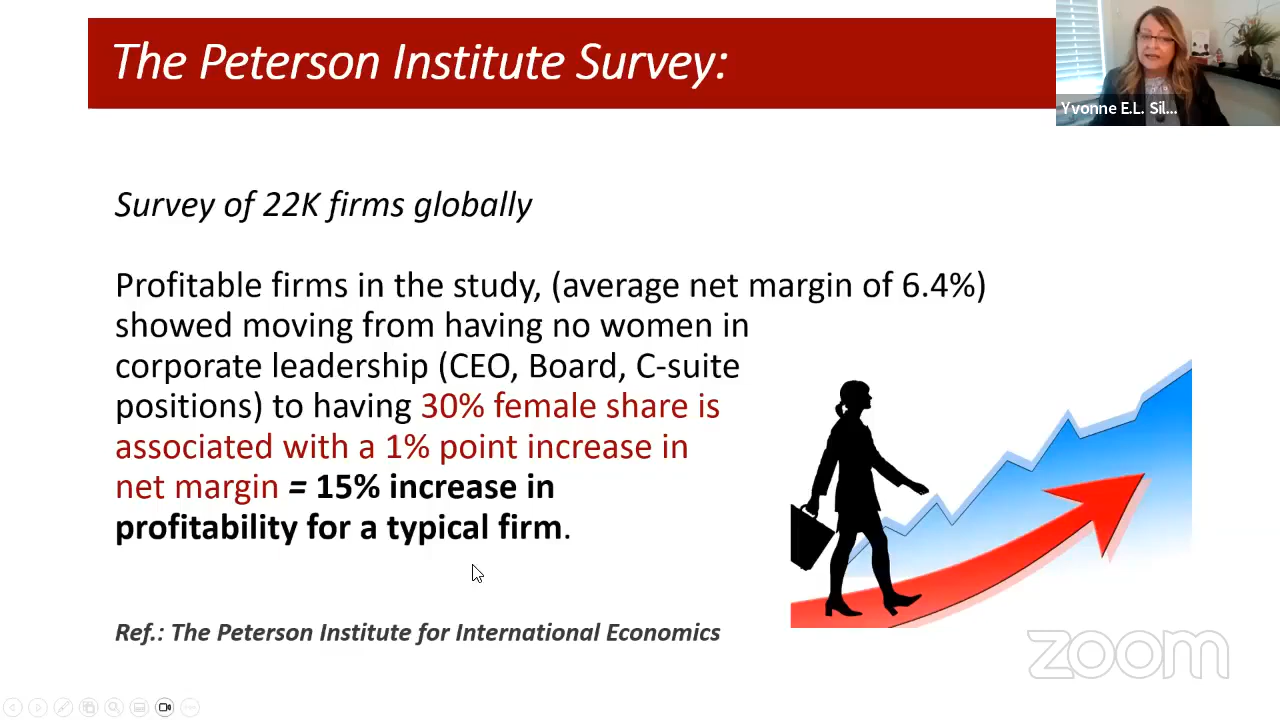 The Peterson Institute Survey:
Yvonne E.L. Sil...
Survey of 22K firms globally
Profitable firms in the study, (average net margin of 6.4%)
showed moving from having no women in
corporate leadership (CEO, Board, C-suite
positions) to having 30% female share is
associated with a 1% point increase in
net margin = 15% increase in
profitability for a typical firm.
Ref.: The Peterson Institute for International Economics
zoom